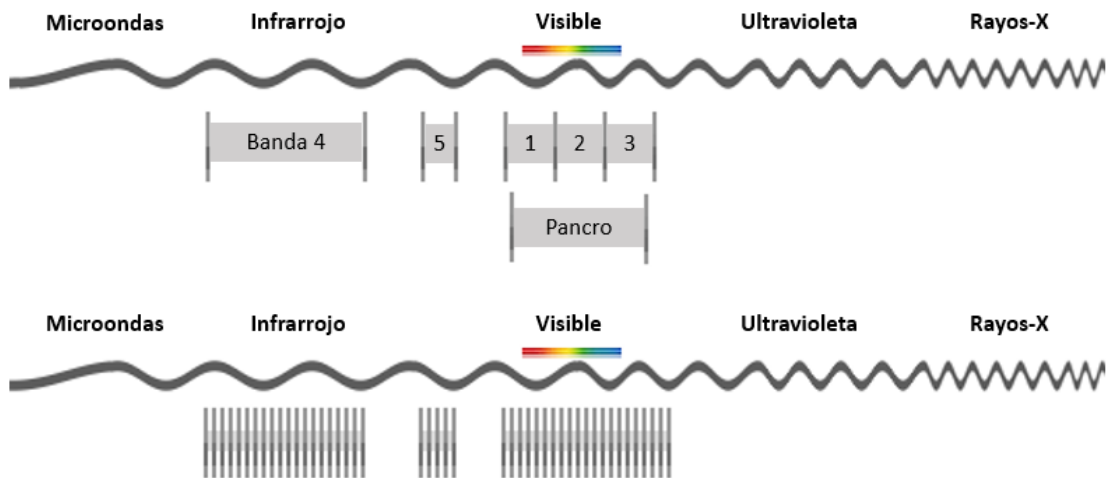 Microondas Infrarrojo Visible Ultravioleta Rayos-X
Banda 4 5 1 2 3
Pancro
Microondas Infrarrojo Visible Ultravioleta Rayos-X